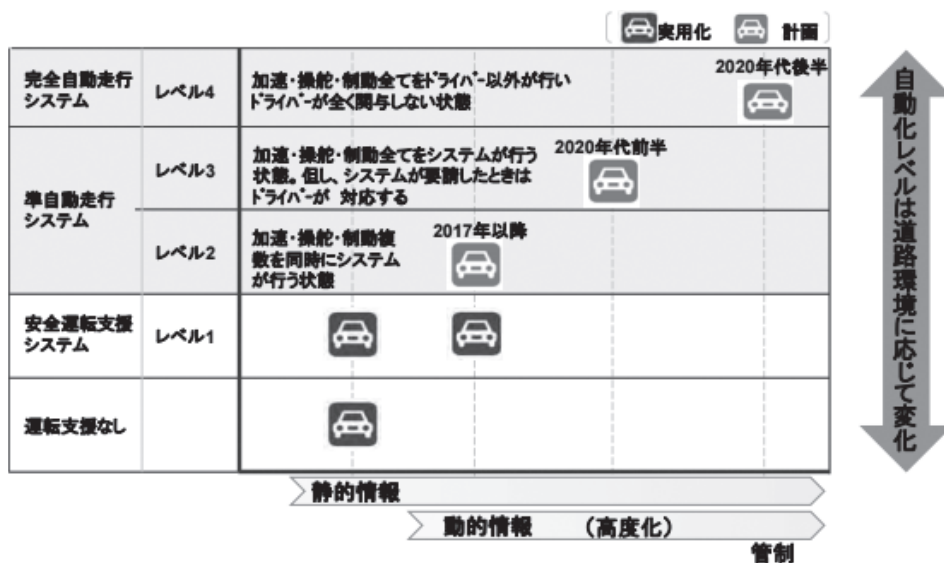 実用化 計画
完全自動走行
システム
レベル4
加速・操舵・制動全てをドライバー以外が行い
ドライバーが全く関与しない状態
2020年代後半
準自動走行
システム
レベル3
加速・操舵・制動全てをシステムが行う
状態。但し、システムが要請したときは
ドライバーが 対応する
2020年代前半
レベル2
加速・操舵・制動複
数を同時にシステム
が行う状態
2017年以降
安全運転支援
システム
レベル1
運転支援なし
静的情報
動的情報 （高度化）
管制
自動化レベルは道路環境に応じて変化